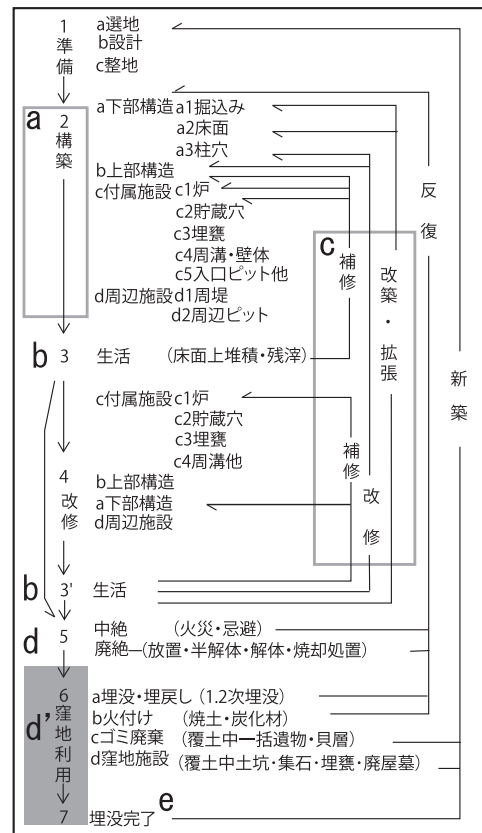 1 準備
a選地
b設計
c整地
a
2 構築
a下部構造 a1掘込み
a2床面
a3柱穴
b上部構造
c付属施設 c1炉
c2貯蔵穴
c3埋甕
c4周溝・壁体
c5入口ピット他
d周辺施設 d1周堤
d2周辺ピット
c
補修
改築・拡張
反復
新築
b 3 生活 (床面上堆積・残滓)
c付属施設 c1炉
c2貯蔵穴
c3埋甕
c4周溝他
4 改修
b上部構造
a下部構造
d周辺施設
補修
改修
b 3' 生活
d 5 中絶 (火災・忌避)
廃絶―(放置・半解体・解体・焼却処置)
d' 6 窪地利用
a埋没・埋戻し (1.2次埋没)
b火付け (焼土・炭化材)
cゴミ廃棄 (覆土中一括遺物・貝層)
d窪地施設 (覆土中土坑・集石・埋甕・廃屋墓)
7 埋没完了 e